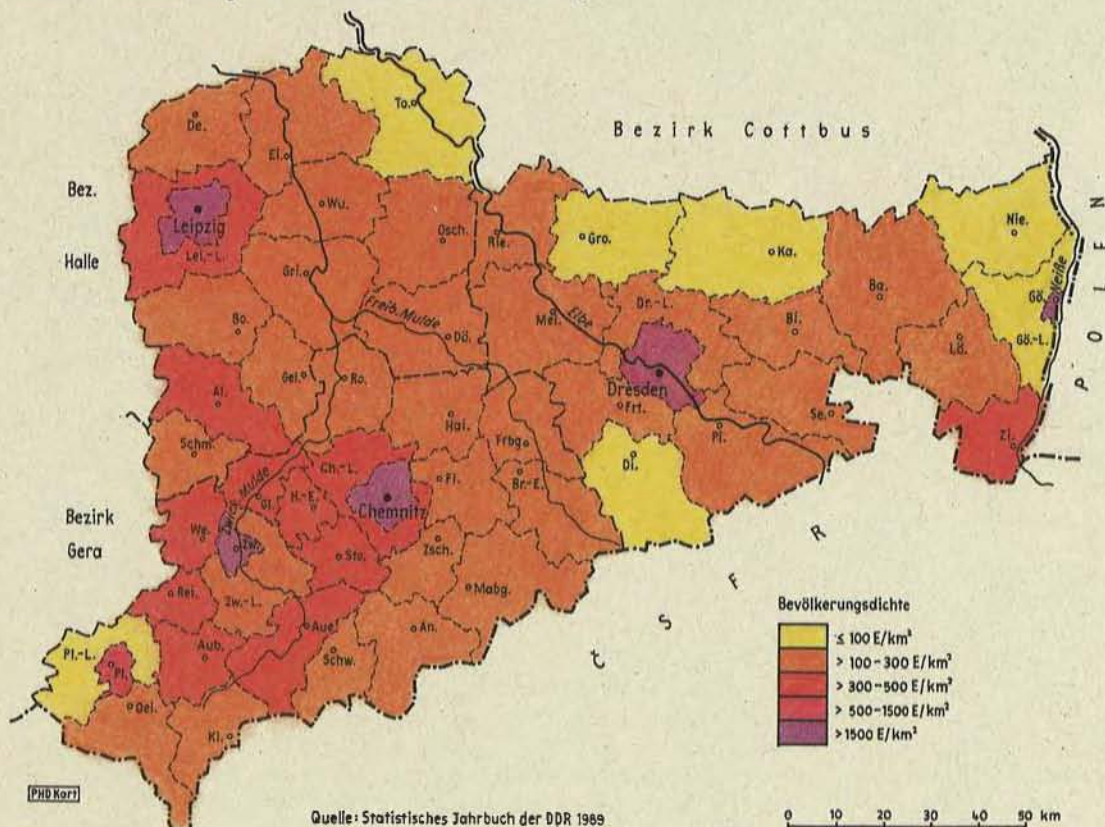 Bezirk Cottbus
Bez.
Halle
Bezirk
Gera
POLEN
ČSFR
To.
De.
Ei.
Wu.
Leipzig
Lei.-L.
Osch.
Rie.
Gro.
Ka.
Nie.
Gö.
Weiße
Gö.-L.
Ba.
Lö.
Gri.
Freib. Mulde
Elbe
Dr.-L.
Mei.
Bi.
Bo.
Dö.
Dresden
Frt.
Se.
Pi.
Zi.
Gei.
Ro.
Al.
Schm.
Hai.
Frbg
Di.
Ch.-L.
Zwick. Mulde
Gl.
H.-E.
Fl.
Br.-E.
Chemnitz
We.
Zw.
Sto.
Zsch.
Rei.
Zw.-L.
Mabg.
Pl.-L.
Pl.
Aub.
Aue
An.
Schw.
Oel.
Kl.
Bevölkerungsdichte
≤ 100 E/km²
> 100-300 E/km²
> 300-500 E/km²
> 500-1500 E/km²
> 1500 E/km²
PHD Kart
Quelle: Statistisches Jahrbuch der DDR 1989
0 10 20 30 40 50 km